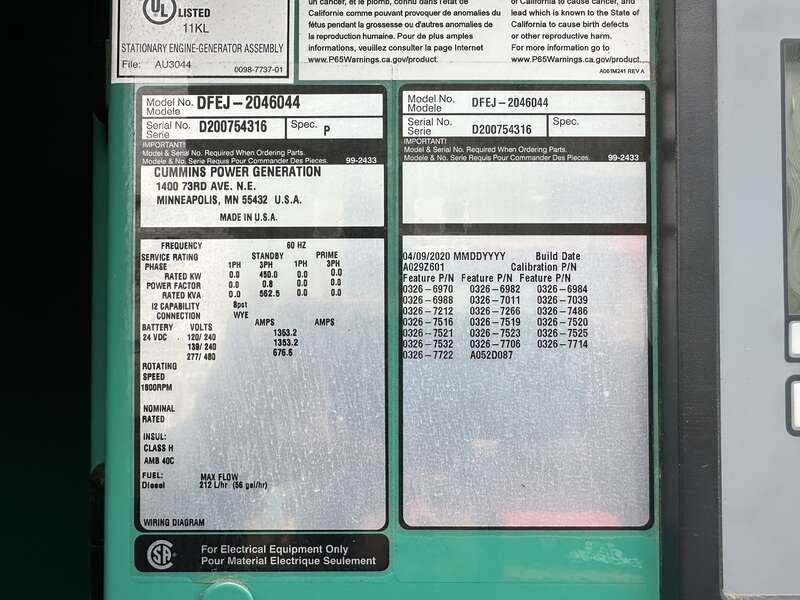 UL LISTED
11KL
STATIONARY ENGINE-GENERATOR ASSEMBLY
File: AU3044
0098-7737-01
un cancer, et le plomb, connu dans l'état de
Californie comme pouvant provoquer de anomalies du
fétus pendant la grossesse ou d'autres anomalies de
la reproduction humaine. Pour de plus amples
informations, veuillez consulter la page Internet
www.P65Warnings.ca.gov/product.
of California to cause cancer, and
lead which is known to the State of
California to cause birth defects
or other reproductive harm.
For more information go to
www.P65Warnings.ca.gov/product.
A061M241 REV A
Model No. DFEJ-2046044
Modele
Serial No. D200754316 Spec. P
Serie
IMPORTANT!
Model & Serial No. Required When Ordering Parts.
Modele & No. Serie Requis Pour Commander Des Pieces. 99-2433
CUMMINS POWER GENERATION
1400 73RD AVE. N.E.
MINNEAPOLIS, MN 55432 U.S.A.
MADE IN U.S.A.
FREQUENCY 60 HZ
SERVICE RATING STANDBY PRIME
PHASE 1PH 3PH 1PH 3PH
RATED KW 0.0 450.0 0.0 0.0
POWER FACTOR 0.0 0.8 0.0 0.0
RATED KVA 0.0 562.5 0.0 0.0
I2 CAPABILITY 8pst
CONNECTION WYE
BATTERY VOLTS AMPS AMPS
24 VDC . 120/ 240 1353.2
139/ 240 1353.2
277/ 480 676.6
ROTATING
SPEED
1800RPM
NOMINAL
RATED
INSUL:
CLASS H
AMB 40C
FUEL: MAX FLOW
Diesel 212 L/hr (56 gal/hr)
WIRING DIAGRAM
SA
For Electrical Equipment Only
Pour Material Electrique Seulement
Model No. DFEJ-2046044
Modele
Serial No. D200754316 Spec.
Serie
IMPORTANT!
Model & Serial No. Required When Ordering Parts.
Modele & No. Serie Requis Pour Commander Des Pieces. 99-2433
04/09/2020 MMDDYYYY Build Date
A029Z601 Calibration P/N
Feature P/N Feature P/N Feature P/N
0326-6970 0326-6982 0326-6984
0326-6988 0326-7011 0326-7039
0326-7212 0326-7266 0326-7486
0326-7516 0326-7519 0326-7520
0326-7521 0326-7523 0326-7525
0326-7532 0326-7706 0326-7714
0326-7722 A052D087